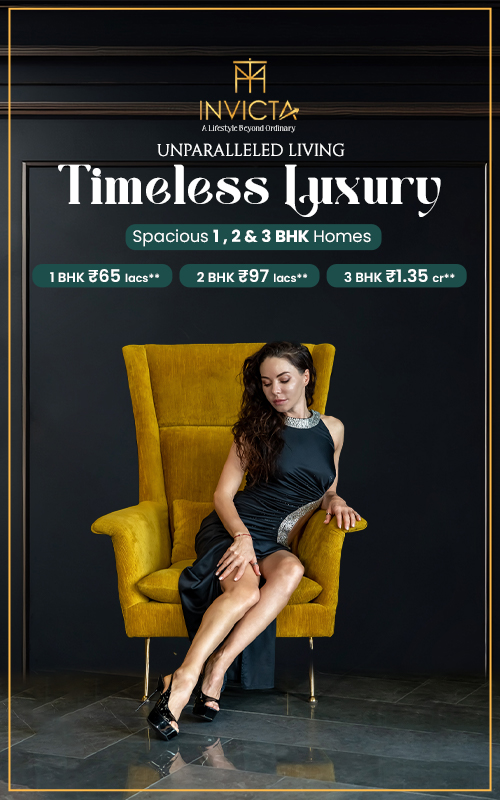 INVICTA
A Lifestyle Beyond Ordinary
UNPARALLELED LIVING
Timeless Luxury
Spacious 1 , 2 & 3 BHK Homes
1 BHK ₹65 lacs** 2 BHK ₹97 lacs** 3 BHK ₹1.35 cr**